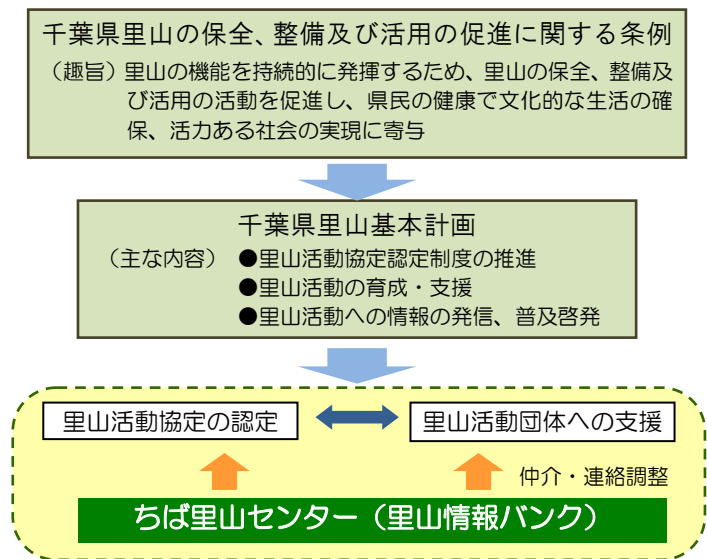 千葉県里山の保全、整備及び活用の促進に関する条例
（趣旨）里山の機能を持続的に発揮するため、里山の保全、整備及
び活用の活動を促進し、県民の健康で文化的な生活の確
保、活力ある社会の実現に寄与
千葉県里山基本計画
（主な内容）●里山活動協定認定制度の推進
●里山活動の育成・支援
●里山活動への情報の発信、普及啓発
里山活動協定の認定
里山活動団体への支援
仲介・連絡調整
ちば里山センター（里山情報バンク）